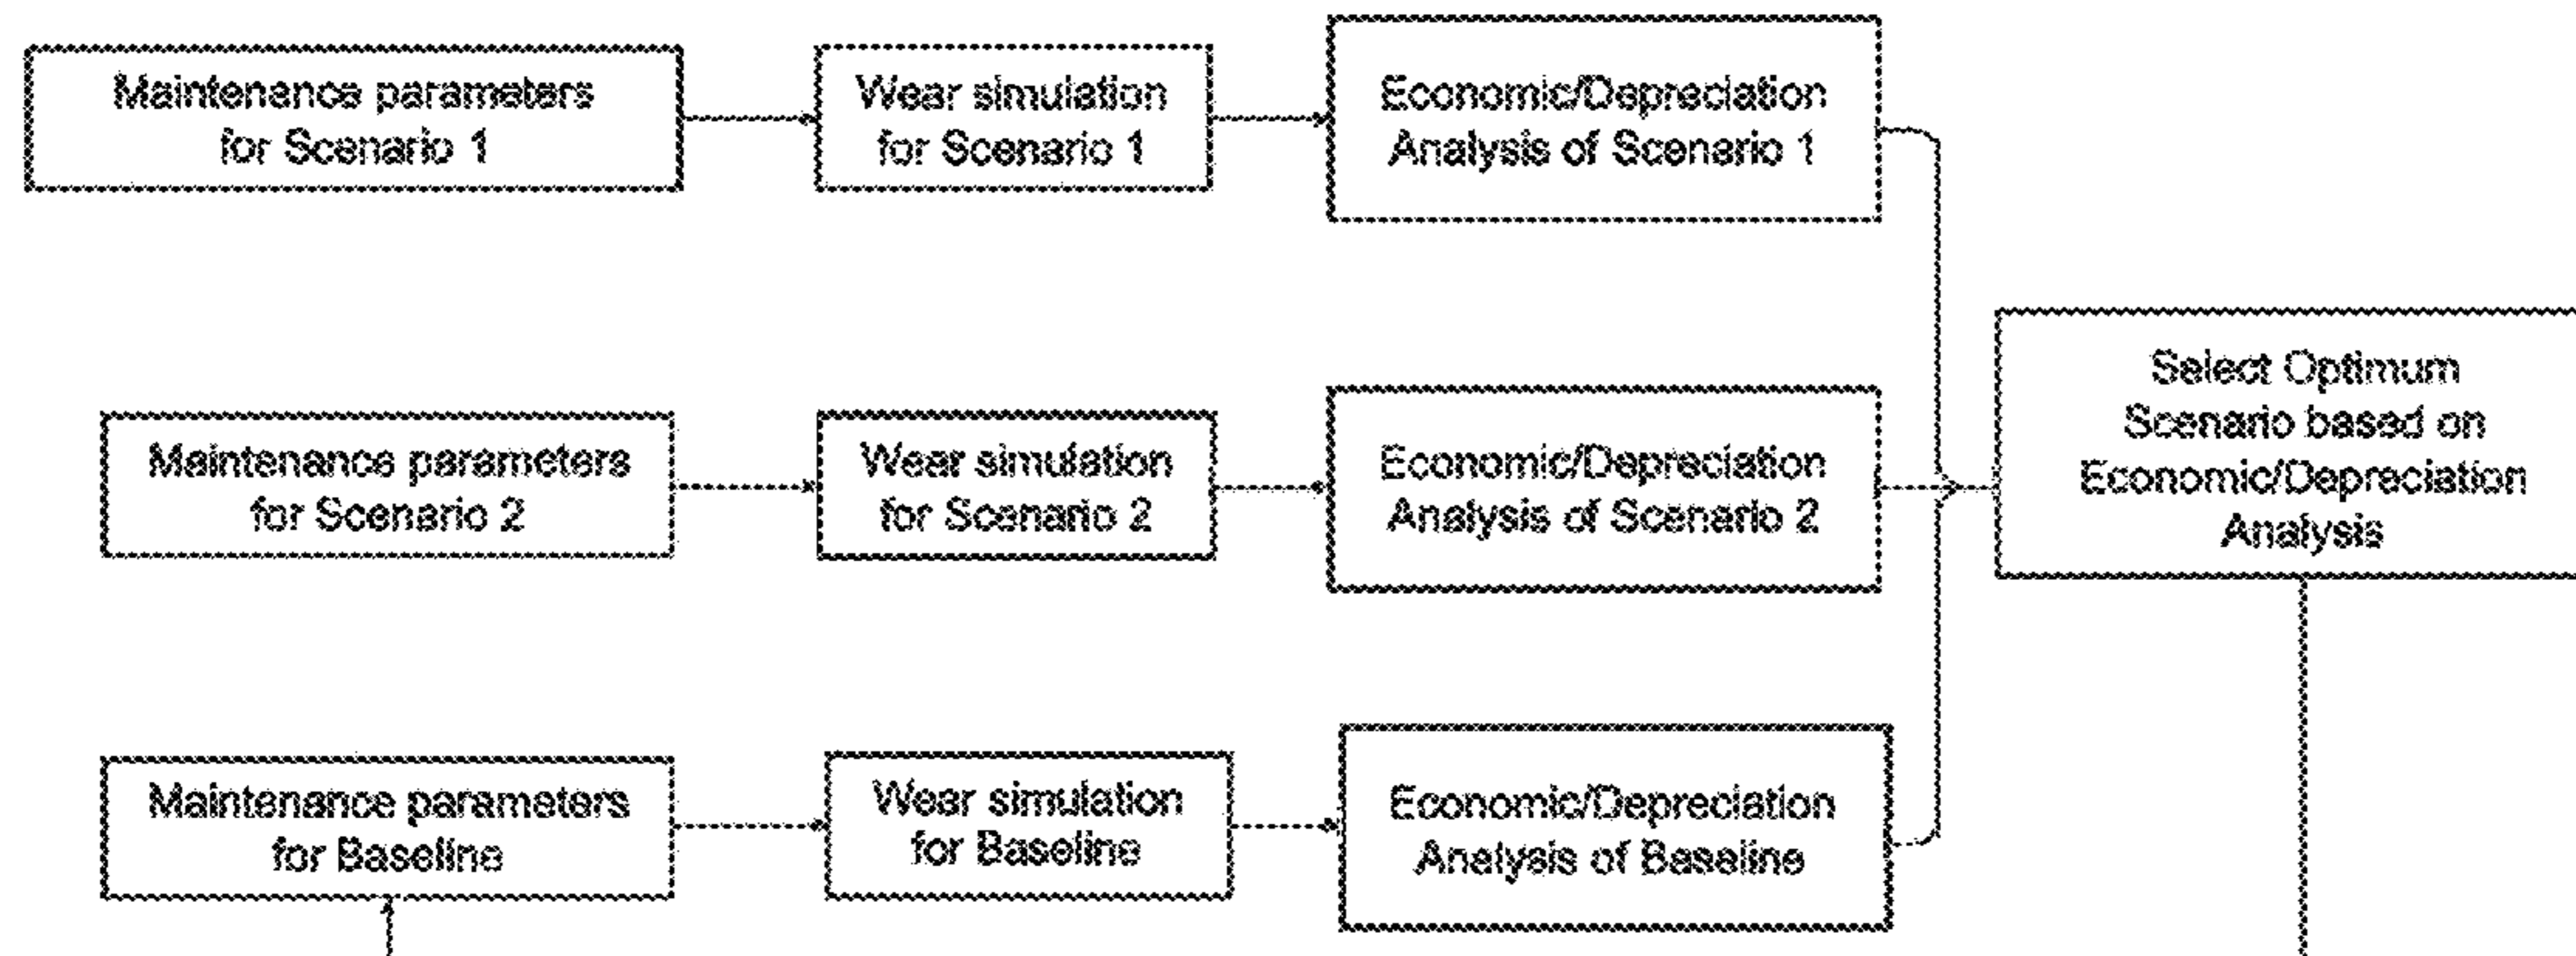 Maintenance parameters
for Scenario 1
Wear simulation
for Scenario 1
Economic/Depreciation
Analysis of Scenario 1
Maintenance parameters
for Scenario 2
Wear simulation
for Scenario 2
Economic/Depreciation
Analysis of Scenario 2
Select Optimum
Scenario based on
Economic/Depreciation
Analysis
Maintenance parameters
for Baseline
Wear simulation
for Baseline
Economic/Depreciation
Analysis of Baseline